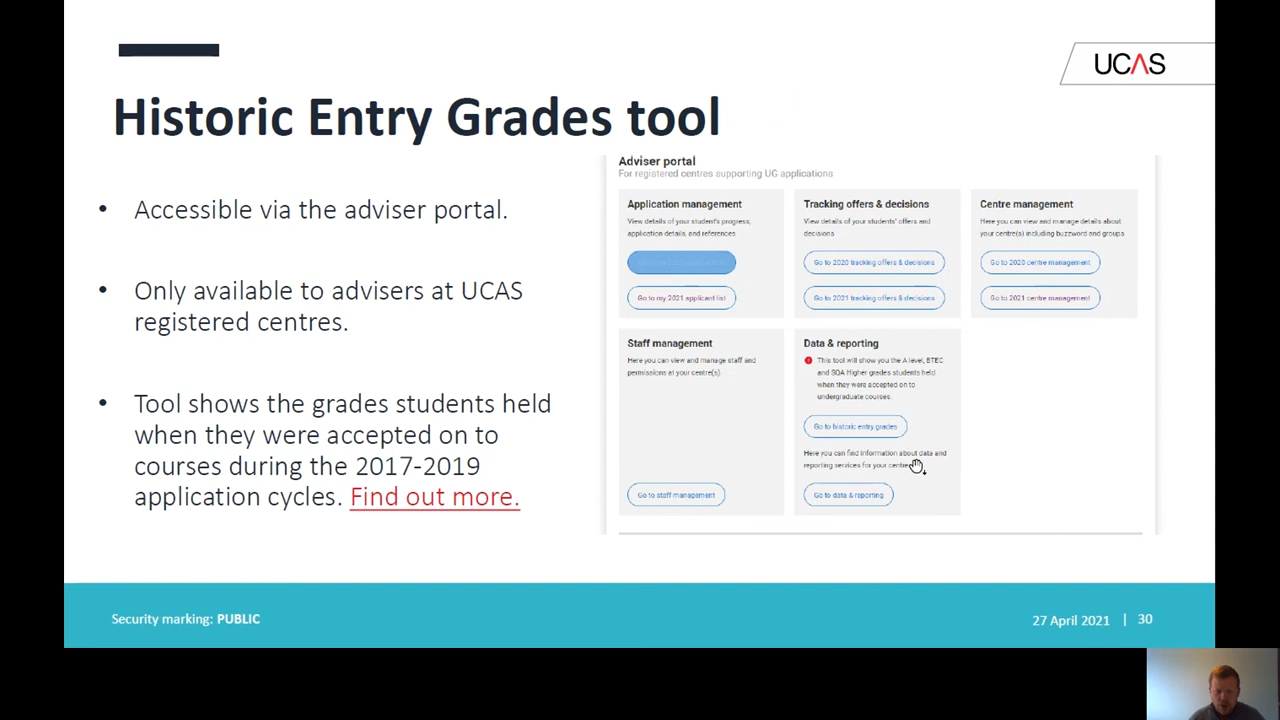 UCAS
Historic Entry Grades tool
• Accessible via the adviser portal.
• Only available to advisers at UCAS
registered centres.
• Tool shows the grades students held
when they were accepted on to
courses during the 2017-2019
application cycles. Find out more.
Adviser portal
For registered centres supporting UG applications
Application management
View details of your student's progress,
application details, and references
Go to my 2021 applicant list
Tracking offers & decisions
View details of your students' offers and
decisions
Go to 2020 tracking offers & decisions
Go to 2021 tracking offers & decisions
Centre management
Here you can view and manage details about
your centre(s) including buzzword and groups
Go to 2020 centre management
Go to 2021 centre management
Staff management
Here you can view and manage staff and
permissions at your centre(s)
Go to staff management
Data & reporting
This tool will show you the A level, BTEC
and SQA Higher grades students held
when they were accepted on to
undergraduate courses.
Go to historic entry grades
Here you can find information about data and
reporting services for your centre
Go to data & reporting
Security marking: PUBLIC
27 April 2021 | 30